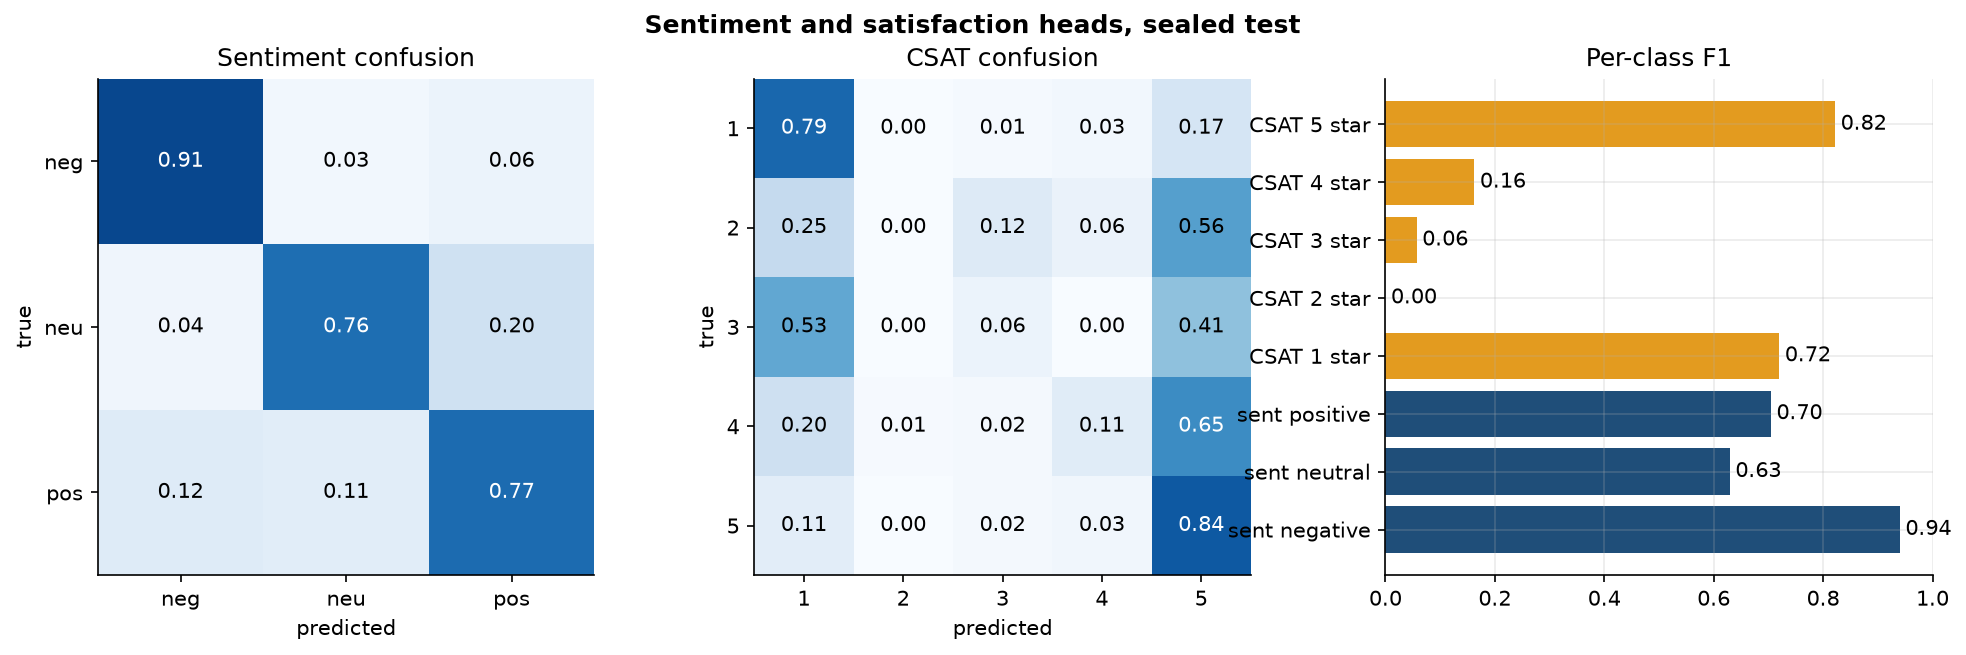 Sentiment and satisfaction heads, sealed test
Sentiment confusion
true
neg
0.91 0.03 0.06
neu
0.04 0.76 0.20
pos
0.12 0.11 0.77
neg neu pos
predicted
CSAT confusion
true
1
0.79 0.00 0.01 0.03 0.17
2
0.25 0.00 0.12 0.06 0.56
3
0.53 0.00 0.06 0.00 0.41
4
0.20 0.01 0.02 0.11 0.65
5
0.11 0.00 0.02 0.03 0.84
1 2 3 4 5
predicted
Per-class F1
CSAT 5 star 0.82
CSAT 4 star 0.16
CSAT 3 star 0.06
CSAT 2 star 0.00
CSAT 1 star 0.72
sent positive 0.70
sent neutral 0.63
sent negative 0.94
0.0 0.2 0.4 0.6 0.8 1.0